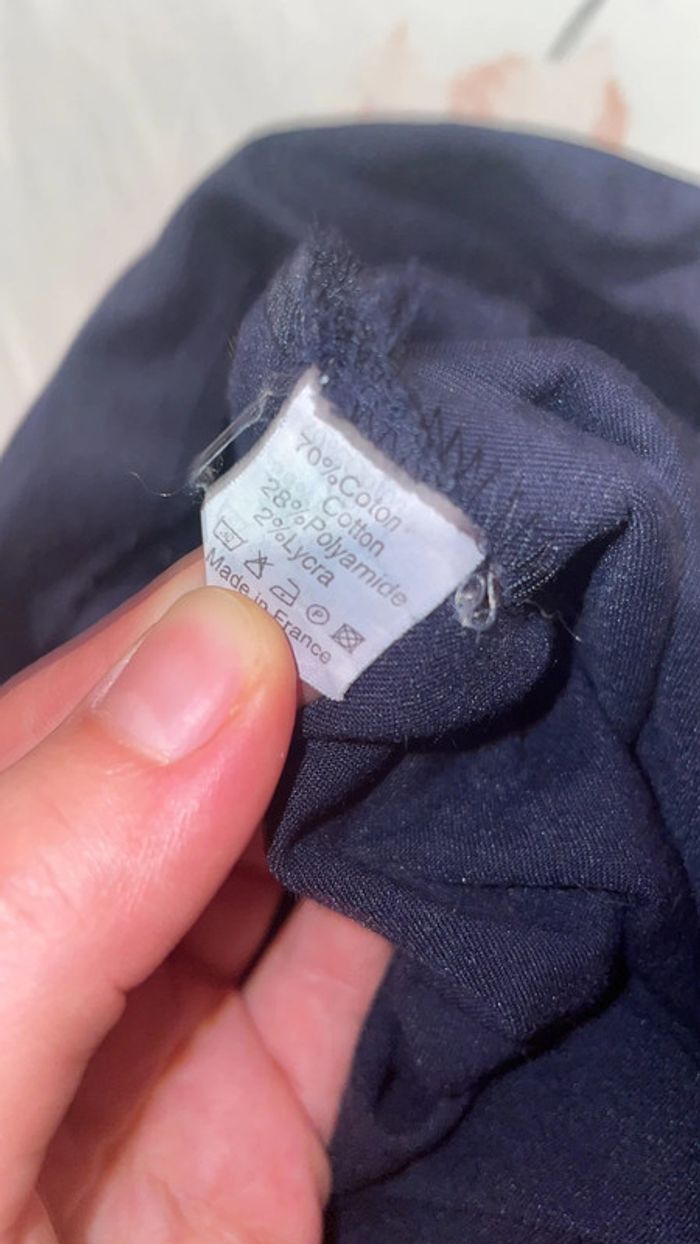 70%Coton
Cotton
28%Polyamide
2%Lycra
P
Made in France